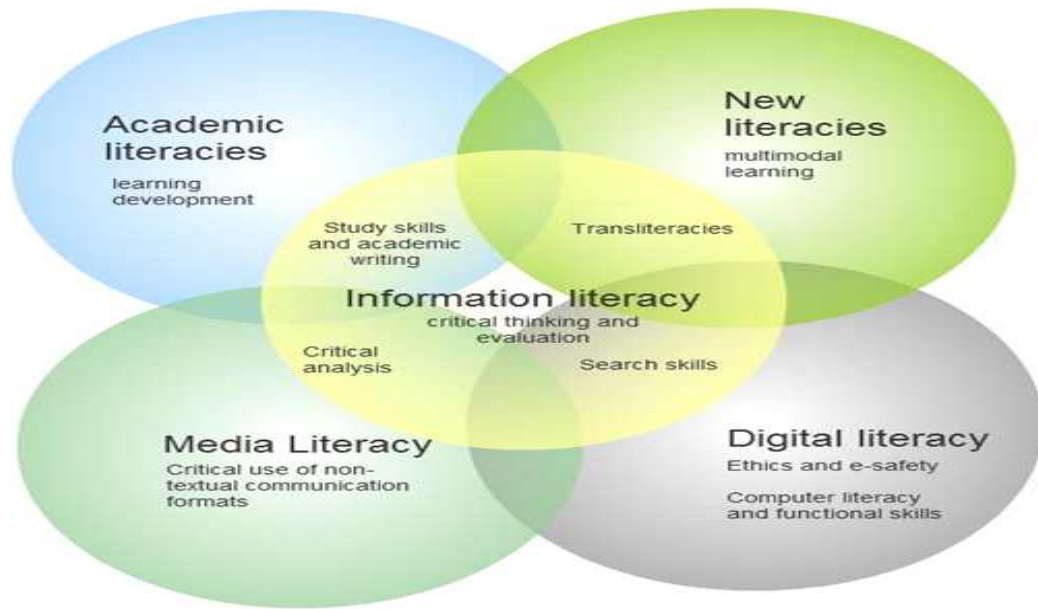 Academic
literacies
learning
development
New
literacies
multimodal
learning
Study skills
and academic
writing
Transliteracies
Information literacy
critical thinking and
evaluation
Critical
analysis
Search skills
Media Literacy
Critical use of non-
textual communication
formats
Digital literacy
Ethics and e-safety
Computer literacy
and functional skills